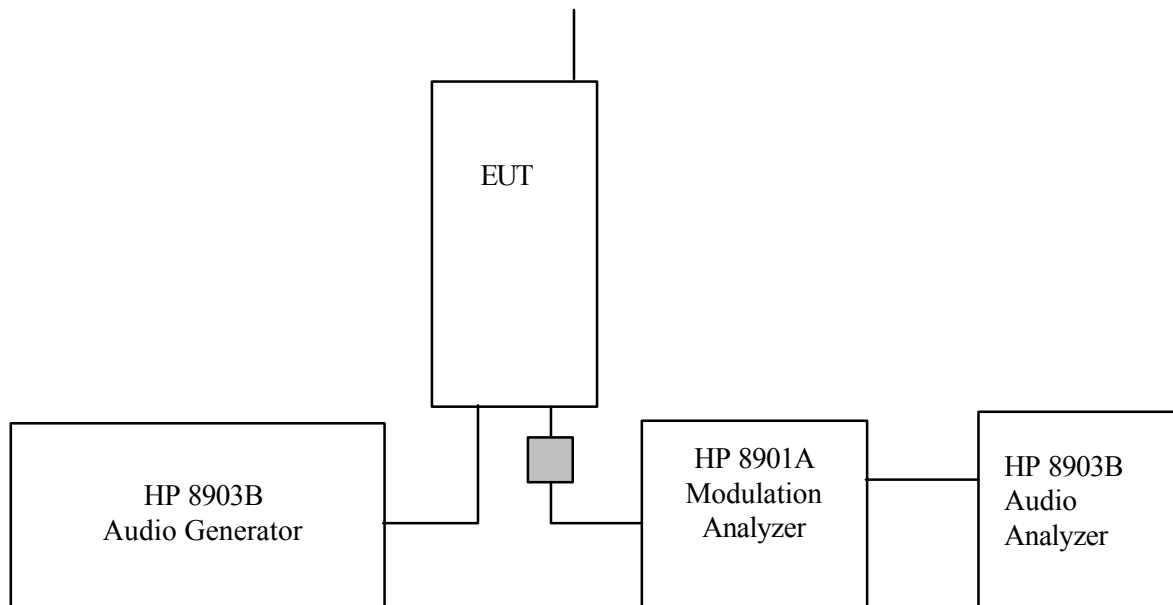 EUT
HP 8903B
Audio Generator
HP 8901A
Modulation
Analyzer
HP 8903B
Audio
Analyzer